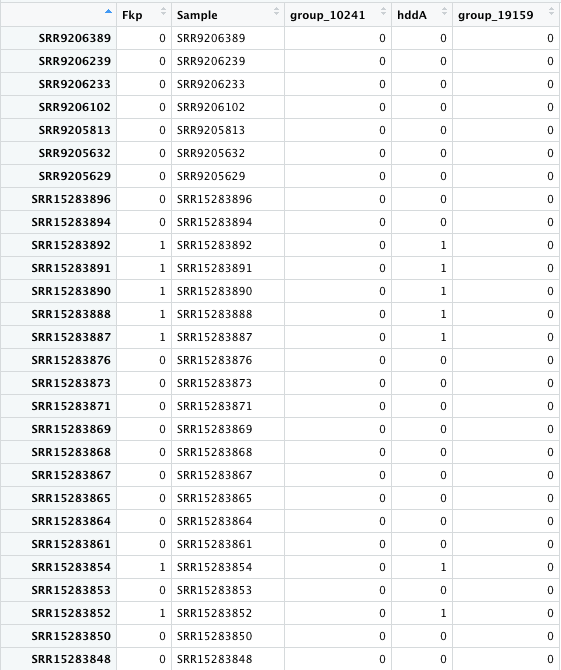 Fkp Sample group_10241 hddA group_19159
SRR9206389 0 SRR9206389 0 0 0
SRR9206239 0 SRR9206239 0 0 0
SRR9206233 0 SRR9206233 0 0 0
SRR9206102 0 SRR9206102 0 0 0
SRR9205813 0 SRR9205813 0 0 0
SRR9205632 0 SRR9205632 0 0 0
SRR9205629 0 SRR9205629 0 0 0
SRR15283896 0 SRR15283896 0 0 0
SRR15283894 0 SRR15283894 0 0 0
SRR15283892 1 SRR15283892 0 1 0
SRR15283891 1 SRR15283891 0 1 0
SRR15283890 1 SRR15283890 0 1 0
SRR15283888 1 SRR15283888 0 1 0
SRR15283887 1 SRR15283887 0 1 0
SRR15283876 0 SRR15283876 0 0 0
SRR15283873 0 SRR15283873 0 0 0
SRR15283871 0 SRR15283871 0 0 0
SRR15283869 0 SRR15283869 0 0 0
SRR15283868 0 SRR15283868 0 0 0
SRR15283867 0 SRR15283867 0 0 0
SRR15283865 0 SRR15283865 0 0 0
SRR15283864 0 SRR15283864 0 0 0
SRR15283861 0 SRR15283861 0 0 0
SRR15283854 1 SRR15283854 0 1 0
SRR15283853 0 SRR15283853 0 0 0
SRR15283852 1 SRR15283852 0 1 0
SRR15283850 0 SRR15283850 0 0 0
SRR15283848 0 SRR15283848 0 0 0